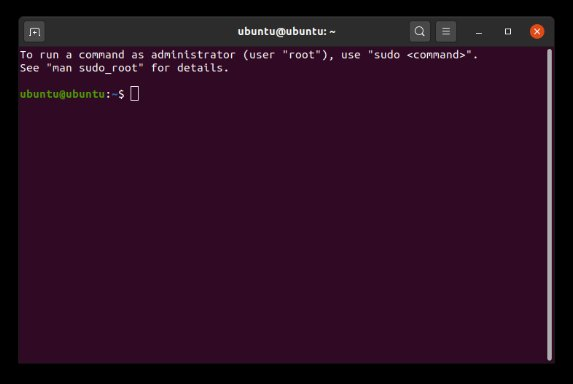 ubuntu@ubuntu: ~
To run a command as administrator (user "root"), use "sudo <command>".
See "man sudo_root" for details.
ubuntu@ubuntu:~$